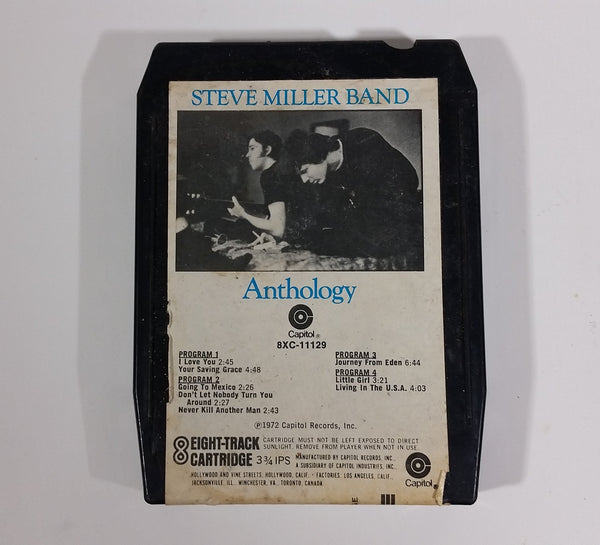 STEVE MILLER BAND
Anthology
Capitol®
8XC-11129
PROGRAM 1
I Love You 2:45
Your Saving Grace 4:48
PROGRAM 2
Going To Mexico 2:26
Don't Let Nobody Turn You
Around 2:27
Never Kill Another Man 2:43
PROGRAM 3
Journey From Eden 6:44
PROGRAM 4
Little Girl 3:21
Living In The U.S.A. 4:03
℗1972 Capitol Records, Inc.
8 EIGHT-TRACK
CARTRIDGE 3¾ IPS
CARTRIDGE MUST NOT BE LEFT EXPOSED TO DIRECT
SUNLIGHT. REMOVE FROM PLAYER WHEN NOT IN USE.
MANUFACTURED BY CAPITOL RECORDS, INC.,
A SUBSIDIARY OF CAPITOL INDUSTRIES, INC.
HOLLYWOOD AND VINE STREETS, HOLLYWOOD, CALIF. · FACTORIES: LOS ANGELES, CALIF.,
JACKSONVILLE, ILL., WINCHESTER, VA., TORONTO, CANADA.
Capitol®